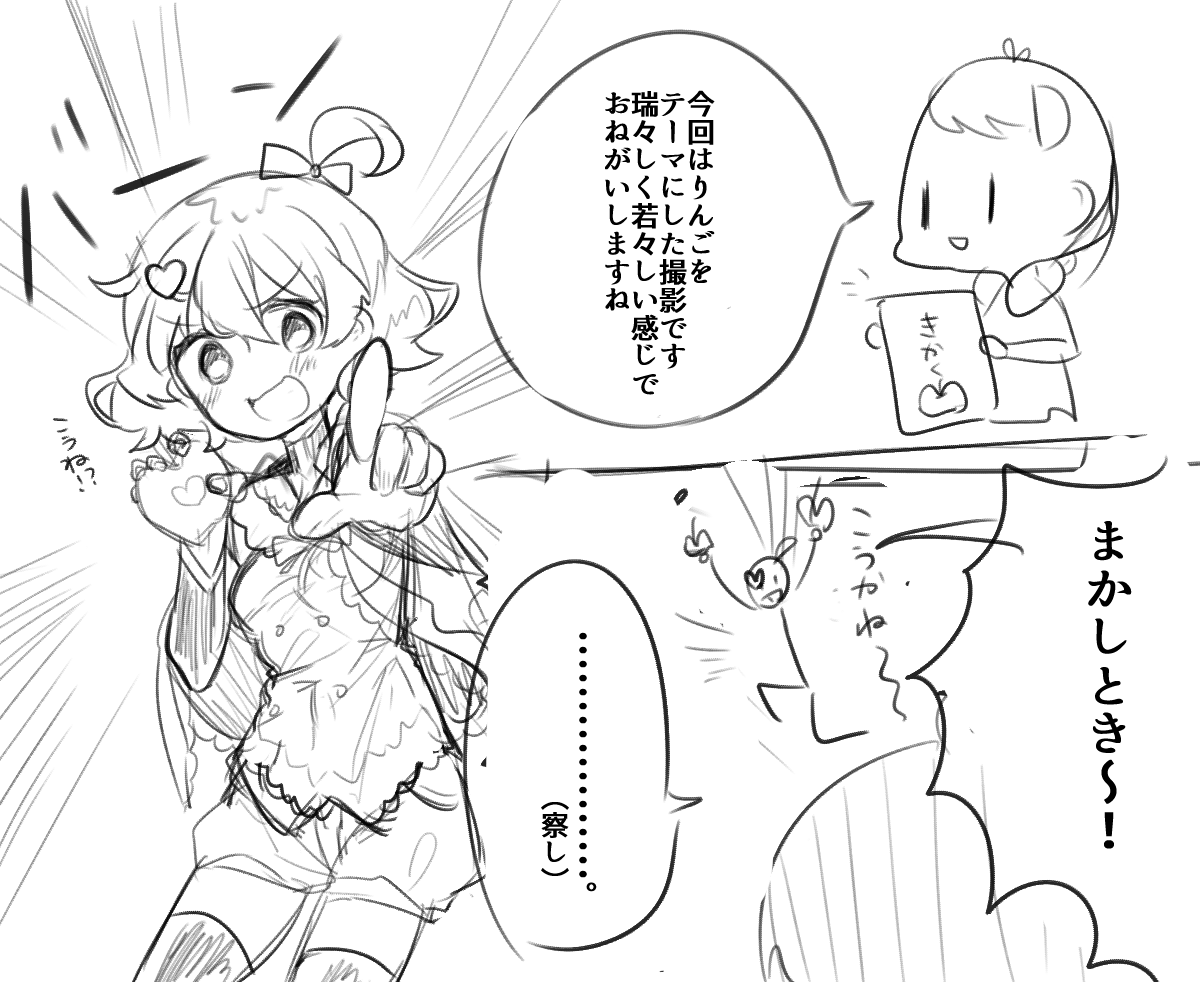 今回はりんごを
テーマにした撮影です
瑞々しく若々しい感じで
おねがいしますね
きかく
まかしとき～!
こうかね～
………………。
(察し)
こうね!?